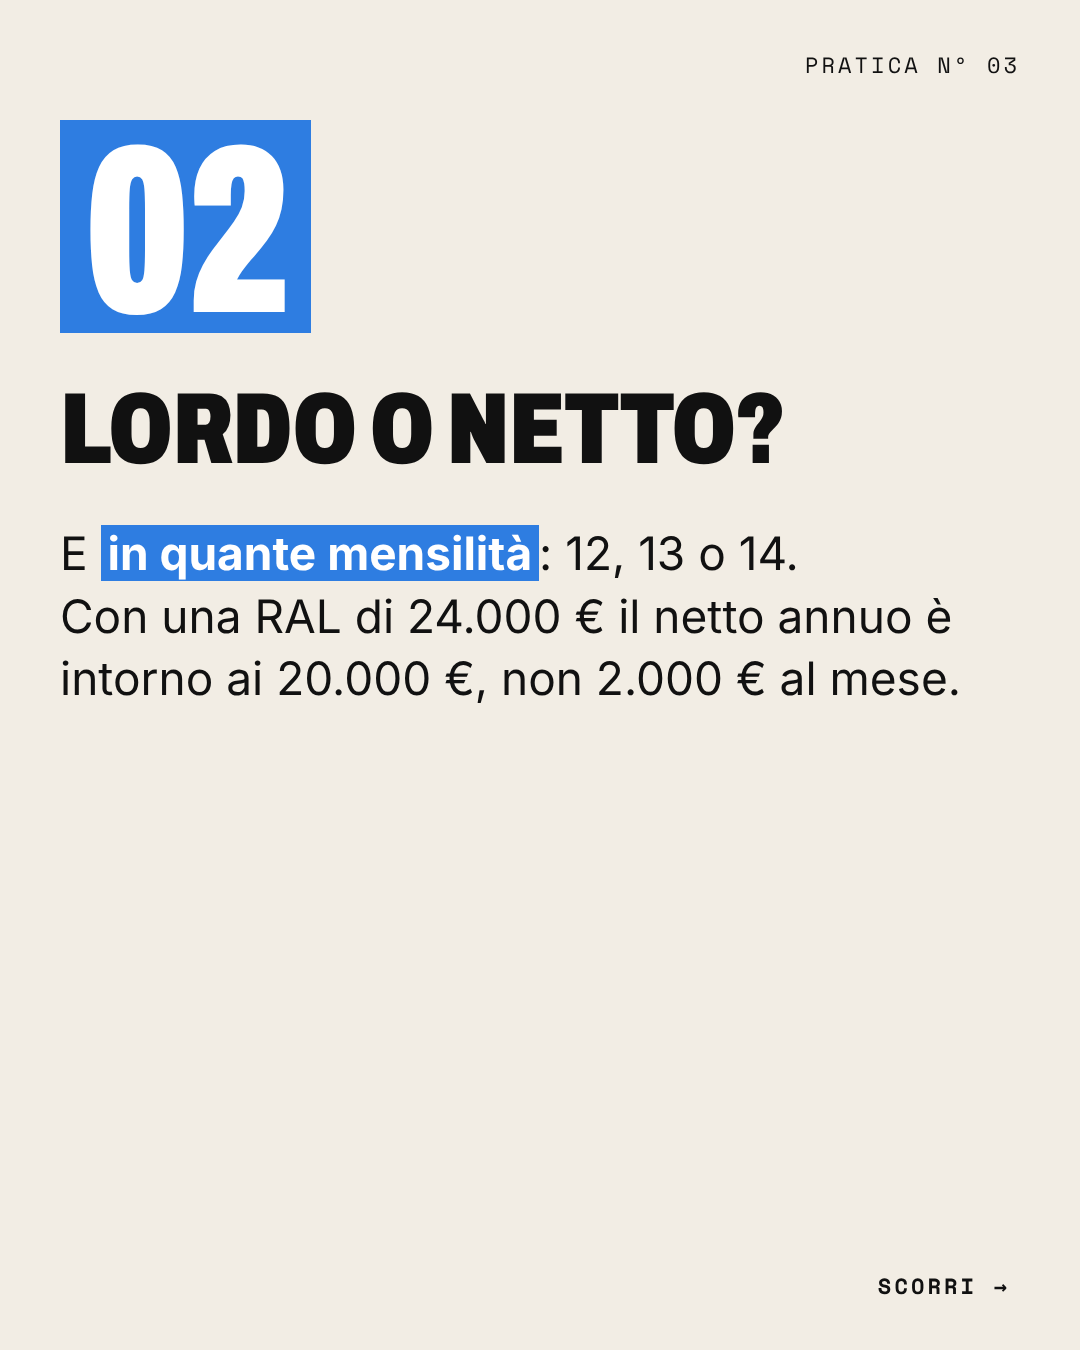 PRATICA N° 03
02
LORDO O NETTO?
E in quante mensilità: 12, 13 o 14.
Con una RAL di 24.000 € il netto annuo è
intorno ai 20.000 €, non 2.000 € al mese.
SCORRI →